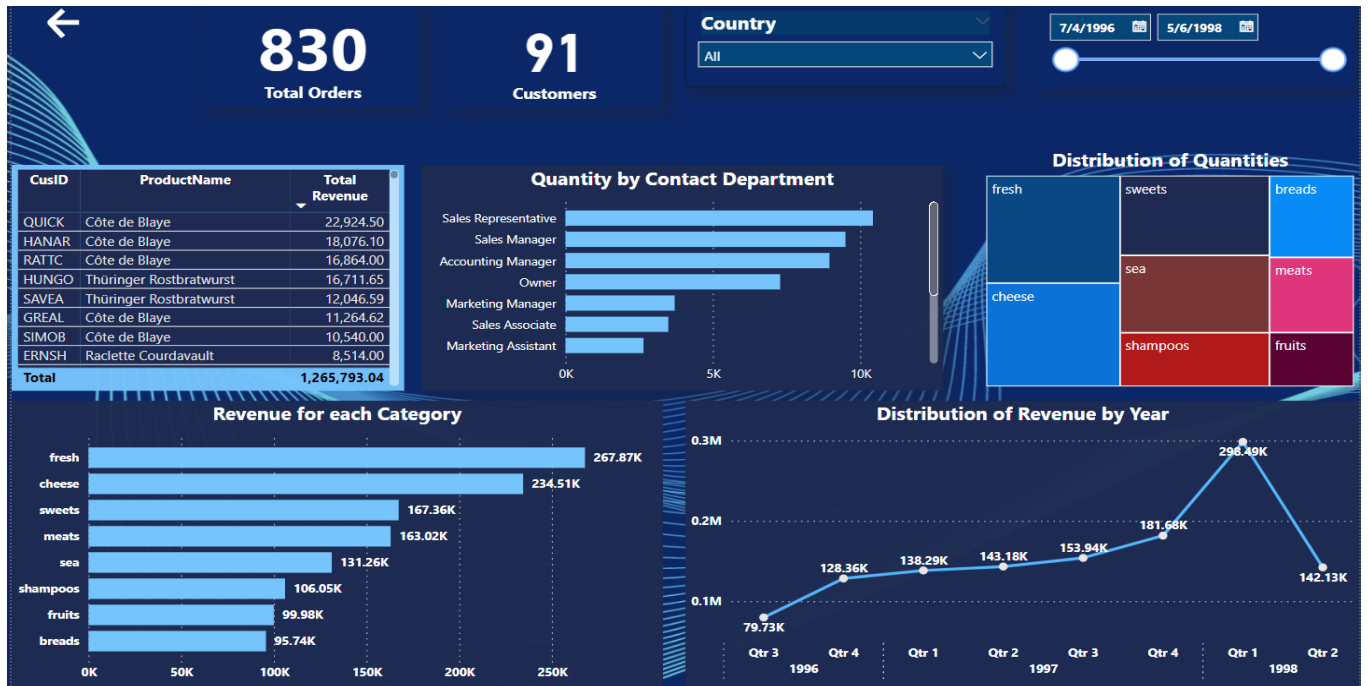 830
Total Orders
91
Customers
Country
All
7/4/1996
5/6/1998
CusID ProductName Total Revenue
QUICK Côte de Blaye 22,924.50
HANAR Côte de Blaye 18,076.10
RATTC Côte de Blaye 16,864.00
HUNGO Thüringer Rostbratwurst 16,711.65
SAVEA Thüringer Rostbratwurst 12,046.59
GREAL Côte de Blaye 11,264.62
SIMOB Côte de Blaye 10,540.00
ERNSH Raclette Courdavault 8,514.00
Total 1,265,793.04
Quantity by Contact Department
Sales Representative
Sales Manager
Accounting Manager
Owner
Marketing Manager
Sales Associate
Marketing Assistant
0K 5K 10K
Distribution of Quantities
fresh
cheese
sweets
sea
shampoos
breads
meats
fruits
Revenue for each Category
fresh 267.87K
cheese 234.51K
sweets 167.36K
meats 163.02K
sea 131.26K
shampoos 106.05K
fruits 99.98K
breads 95.74K
0K 50K 100K 150K 200K 250K
Distribution of Revenue by Year
0.3M
0.2M
0.1M
79.73K
128.36K
138.29K
143.18K
153.94K
181.68K
298.49K
142.13K
Qtr 3 Qtr 4 Qtr 1 Qtr 2 Qtr 3 Qtr 4 Qtr 1 Qtr 2
1996 1997 1998